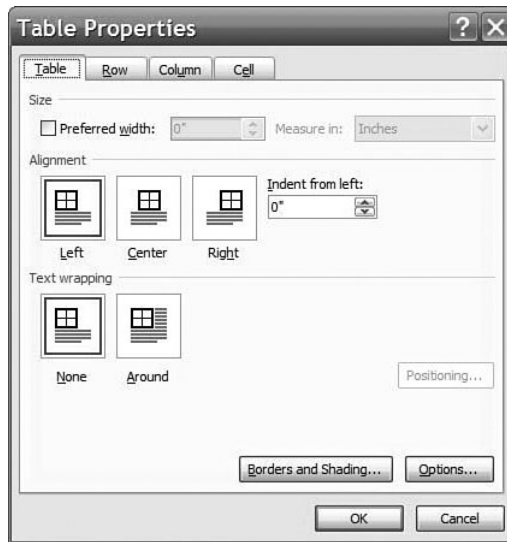 Table Properties
Table Row Column Cell
Size
Preferred width: 0" Measure in: Inches
Alignment
Indent from left:
0"
Left Center Right
Text wrapping
None Around
Positioning...
Borders and Shading... Options...
OK Cancel